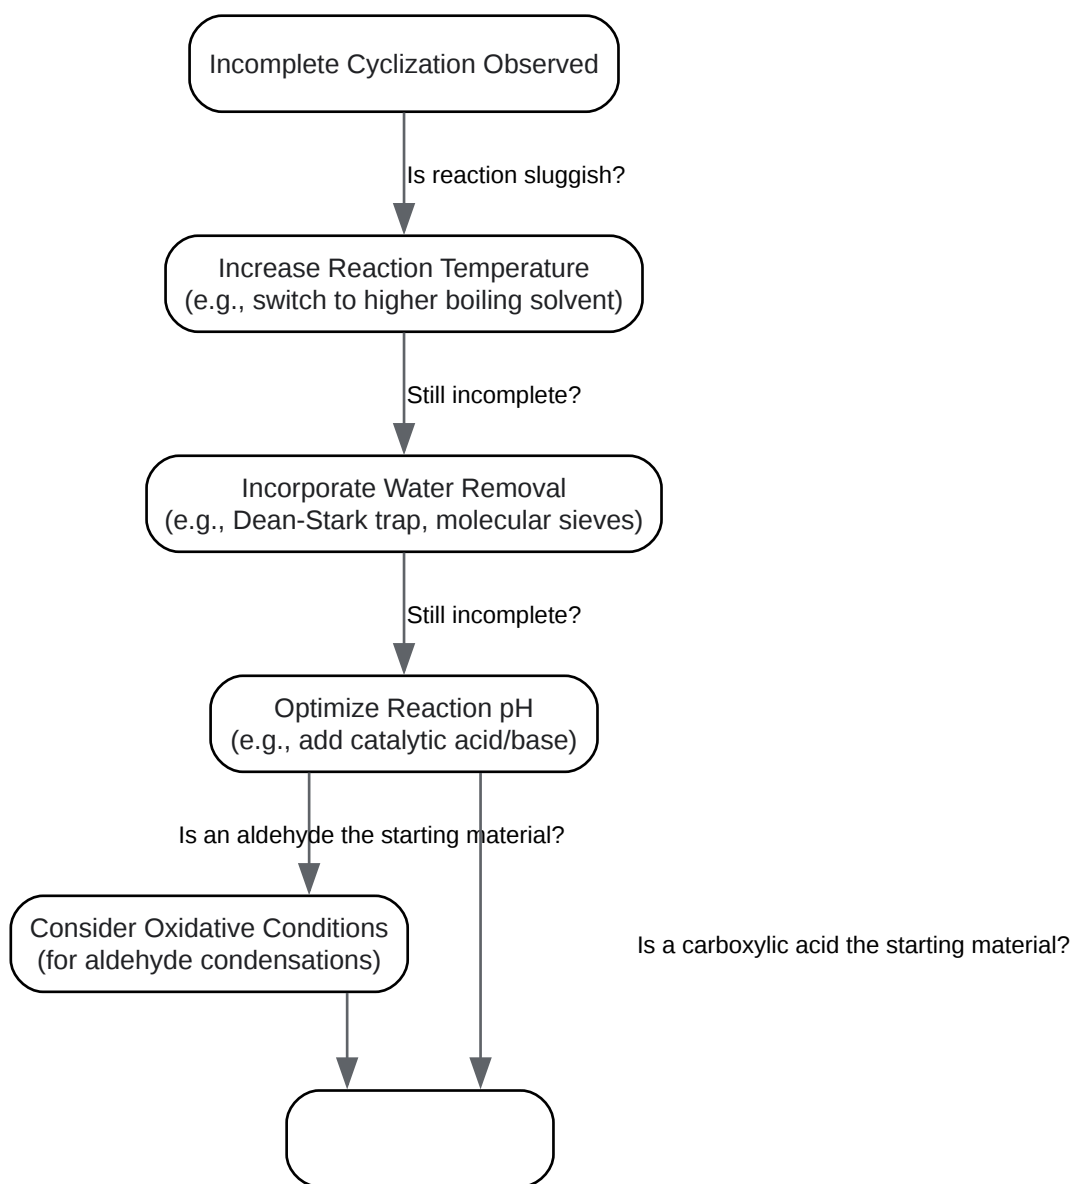 Incomplete Cyclization Observed
Is reaction sluggish?
Increase Reaction Temperature
(e.g., switch to higher boiling solvent)
Still incomplete?
Incorporate Water Removal
(e.g., Dean-Stark trap, molecular sieves)
Still incomplete?
Optimize Reaction pH
(e.g., add catalytic acid/base)
Is an aldehyde the starting material?
Consider Oxidative Conditions
(for aldehyde condensations)
Is a carboxylic acid the starting material?